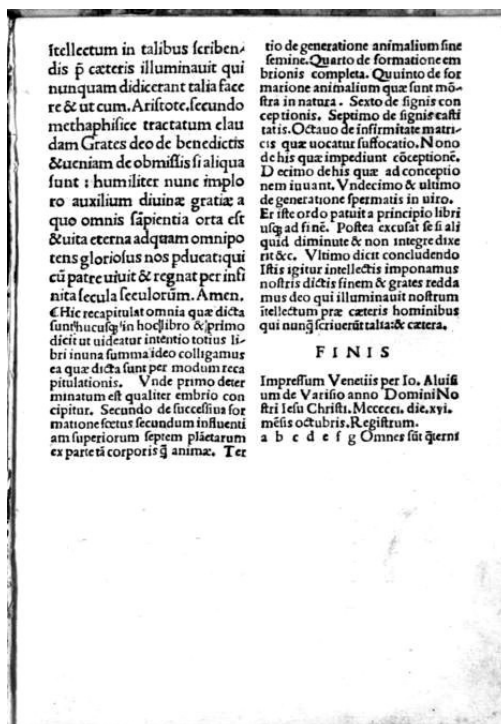 ītellectum in talibus ſcriben⸗
dis p̄ cæteris illuminauit qui
nunquam didicerant talia face
re & ut cum. Ariſtote. ſecundo
methaphiſice tractatum clau
dam Grates deo de benedictis
& ueniam de obmiſſis ſi aliqua
ſunt : humiliter nunc implo
ro auxilium diuinæ gratiæ a
quo omnis ſapientia orta eſt
& uita eterna ad quam omnipo
tens glorioſus nos ꝑducat: qui
cū patre uiuit & regnat per infi
nita ſecula ſeculorūm. Amen.
¶ Hic recapitulat omnia quæ dicta
ſunt hucuſq; in hoc libro & primo
dicit ut uideatur intentio totius li⸗
bri in una ſumma ideo colligamus
ea quæ dicta ſunt per modum reca
pitulationis. Vnde primo deter
minatum eſt qualiter embrio con
cipitur. Secundo de ſucceſſiua for
matione fœtus ſecundum influenti
am ſuperiorum ſeptem plāetarum
ex parte tā corporis q̄ animæ. Ter
tio de generatione animalium ſine
ſemine. Quarto de formatione em
brionis completa. Quuinto de for
marione animalium quæ ſunt mō⸗
ſtra in natura. Sexto de ſignis con
ceptionis. Septimo de ſignis caſti
tatis. Octauo de infirmitate matri⸗
cis quæ uocatur ſuffocatio. Nono
de his quæ impediunt cōceptionē.
Decimo de his quæ ad conceptio
nem iuuant. Vndecimo & ultimo
de generatione ſpermatis in uiro.
Er iſte ordo patuit a principio libri
uſq; ad finē. Poſtea excuſat ſe ſi ali
quid diminute & non integre dixe
rit &c. Vltimo dicit concludendo
Iſtis igitur intellectis imponamus
noſtris dictis finem & grates redda
mus deo qui illuminauit noſtrum
ītellectum præ cæteris hominibus
qui nunq̄ ſcriuerūt talia: & cætera.
FINIS
Impreſſum Venetiis per Io. Aluiſi
um de Variſio anno Domini No
ſtri Ieſu Chriſti. Mccccci. die. xyi.
mēſis octubris. Regiſtrum.
a b c d e f g Omnes ſūt q̄terni